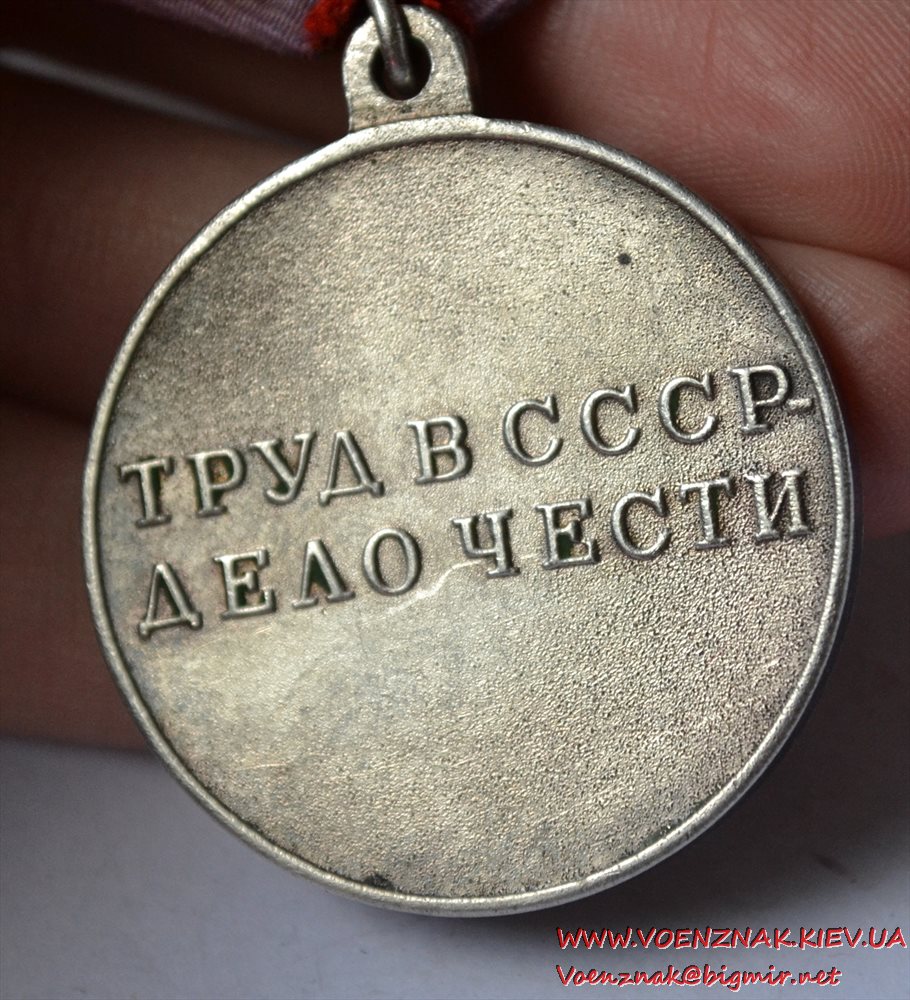 ТРУД В СССР-
ДЕЛО ЧЕСТИ
WWW.VOENZNAK.KIEV.UA
Voenznak@bigmir.net